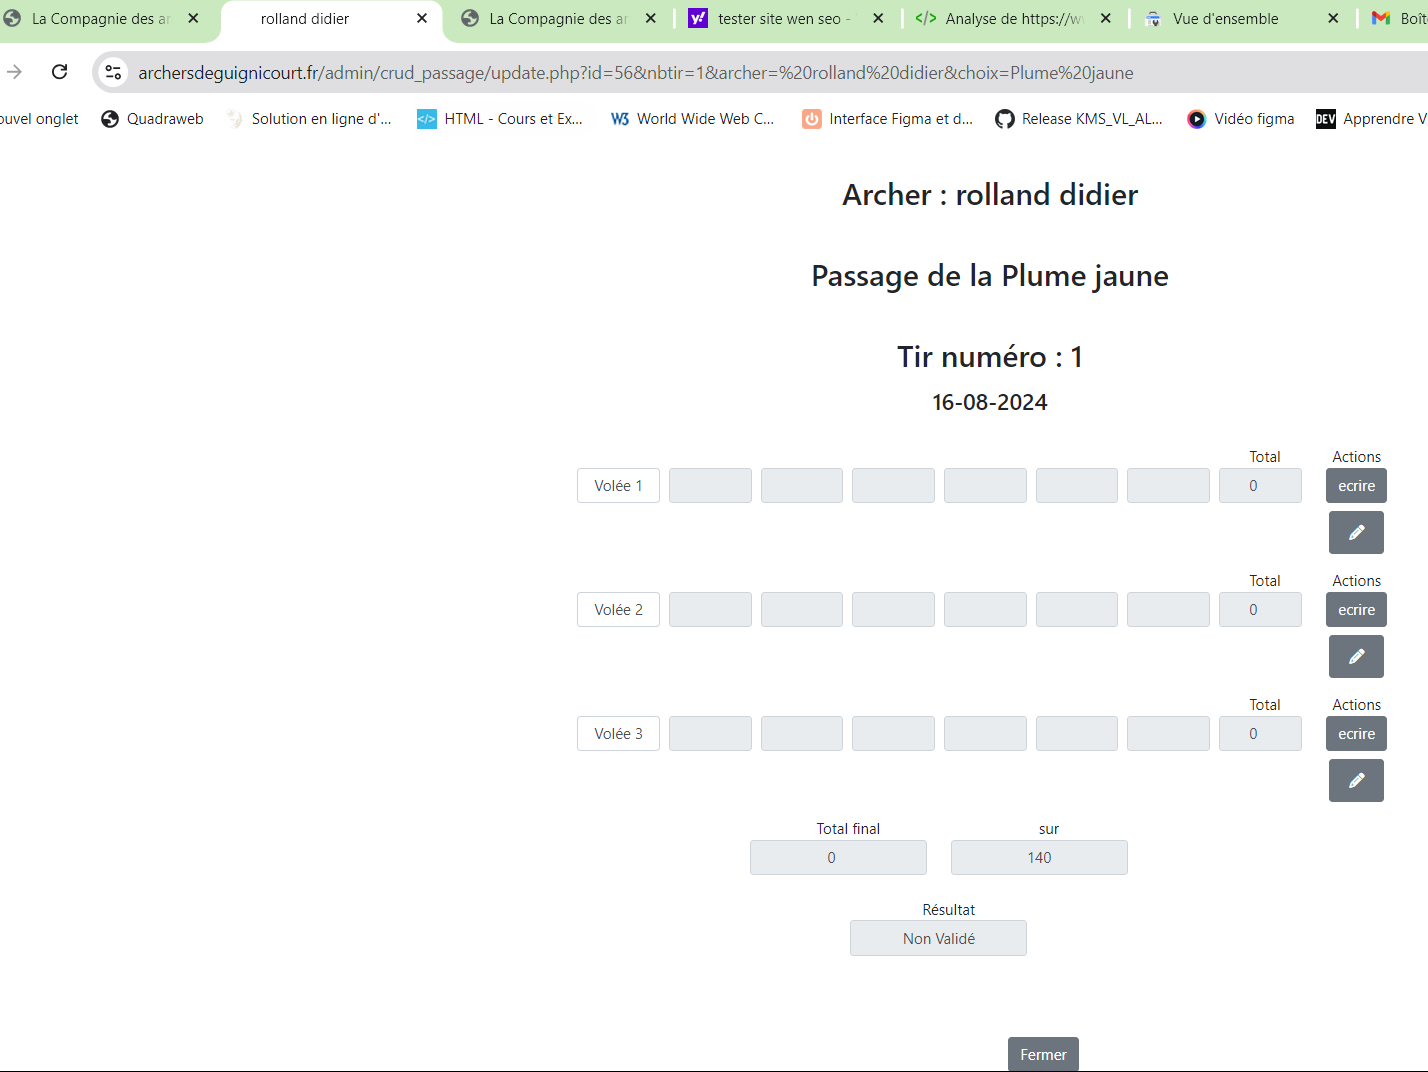 La Compagnie des ar
rolland didier
La Compagnie des ar
tester site wen seo -
Analyse de https://w
Vue d'ensemble
Boît
archersdeguignicourt.fr/admin/crud_passage/update.php?id=56&nbtir=1&archer=%20rolland%20didier&choix=Plume%20jaune
ouvel onglet
Quadraweb
Solution en ligne d'...
HTML - Cours et Ex...
W3 World Wide Web C...
Interface Figma et d...
Release KMS_VL_AL...
Vidéo figma
DEV Apprendre V
Archer : rolland didier
Passage de la Plume jaune
Tir numéro : 1
16-08-2024
Total Actions
Volée 1 0 ecrire
Total Actions
Volée 2 0 ecrire
Total Actions
Volée 3 0 ecrire
Total final sur
0 140
Résultat
Non Validé
Fermer